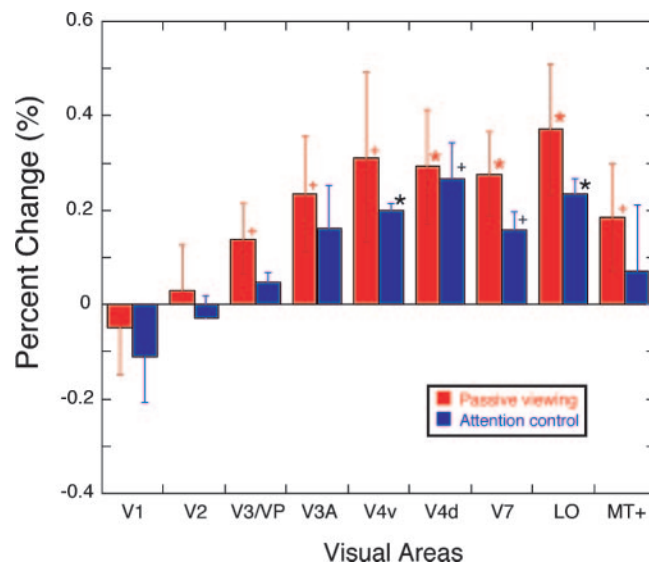 Percent Change (%)
0.6
0.4
0.2
0
-0.2
-0.4
+ + + * * * * +
* + + *
Passive viewing
Attention control
V1 V2 V3/VP V3A V4v V4d V7 LO MT+
Visual Areas